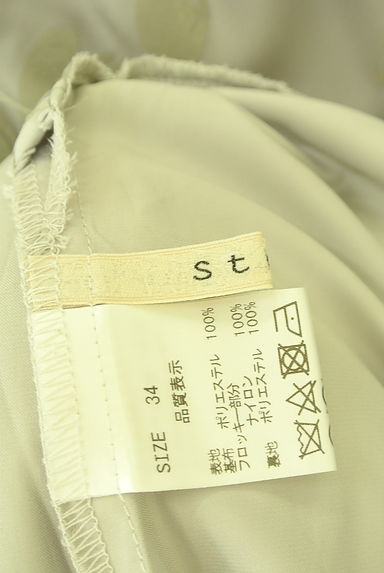 st
SIZE 34
品質表示
表地
基布 ポリエステル 100%
フロッキー部分
ナイロン 100%
裏地 ポリエステル 100%